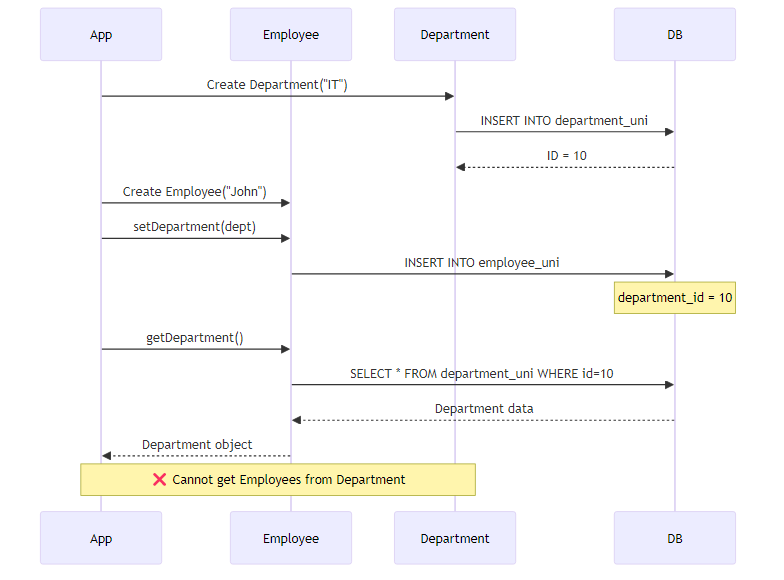 App
Employee
Department
DB
Create Department("IT")
INSERT INTO department_uni
ID = 10
Create Employee("John")
setDepartment(dept)
INSERT INTO employee_uni
department_id = 10
getDepartment()
SELECT * FROM department_uni WHERE id=10
Department data
Department object
❌ Cannot get Employees from Department
App
Employee
Department
DB